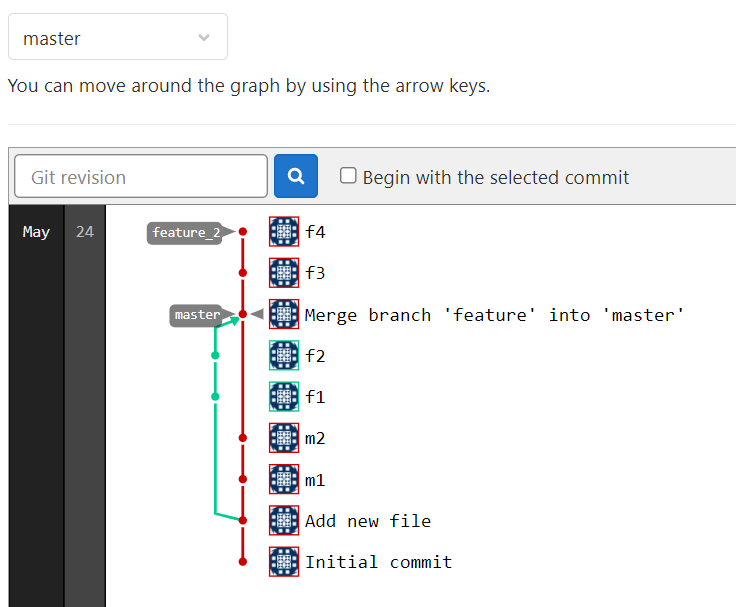 master
You can move around the graph by using the arrow keys.
Git revision
Begin with the selected commit
May 24 feature_2 f4
f3
master Merge branch 'feature' into 'master'
f2
f1
m2
m1
Add new file
Initial commit